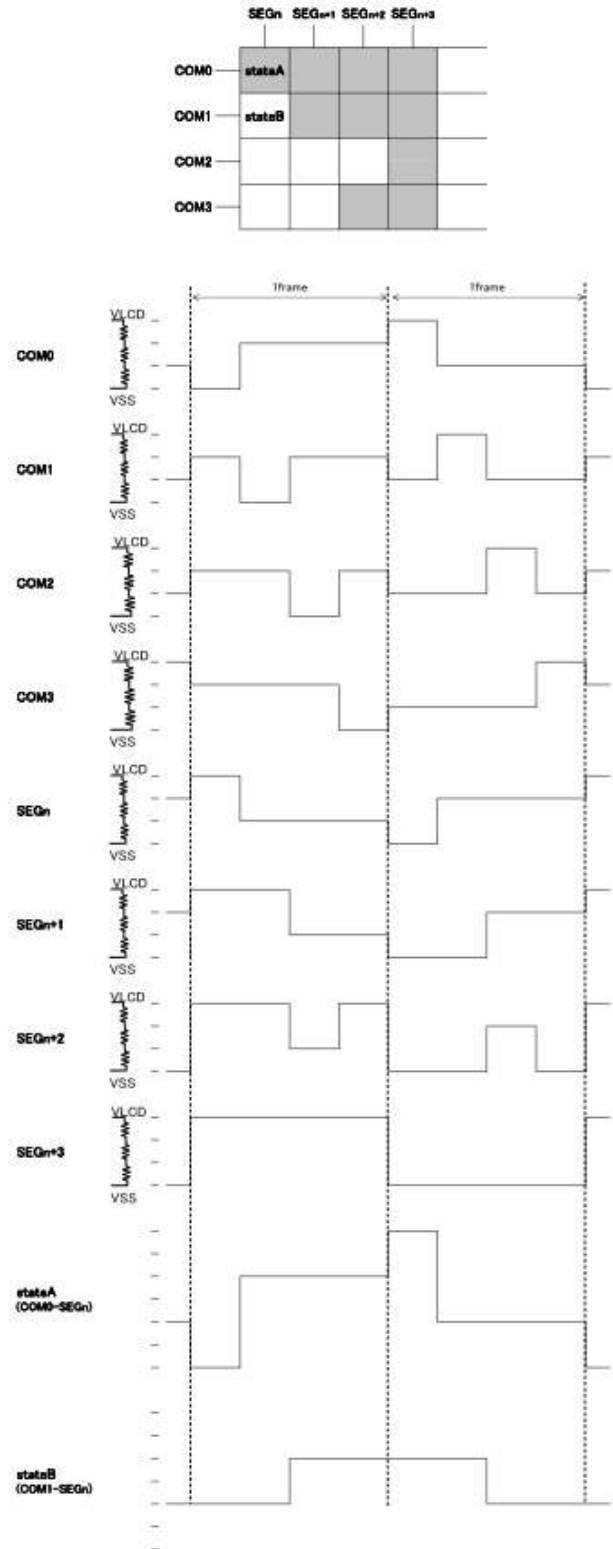 SEGn SEGn+1 SEGn+2 SEGn+3
COM0 stateA
COM1 stateB
COM2
COM3
1frame 1frame
VLCD
COM0
VSS
VLCD
COM1
VSS
VLCD
COM2
VSS
VLCD
COM3
VSS
VLCD
SEGn
VSS
VLCD
SEGn+1
VSS
VLCD
SEGn+2
VSS
VLCD
SEGn+3
VSS
stateA
(COM0-SEGn)
stateB
(COM1-SEGn)